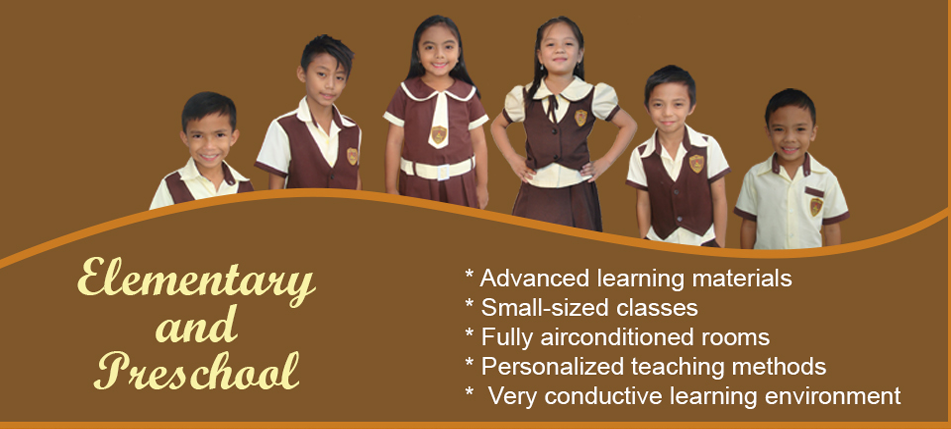 Elementary
and
Preschool
* Advanced learning materials
* Small-sized classes
* Fully airconditioned rooms
* Personalized teaching methods
*  Very conductive learning environment